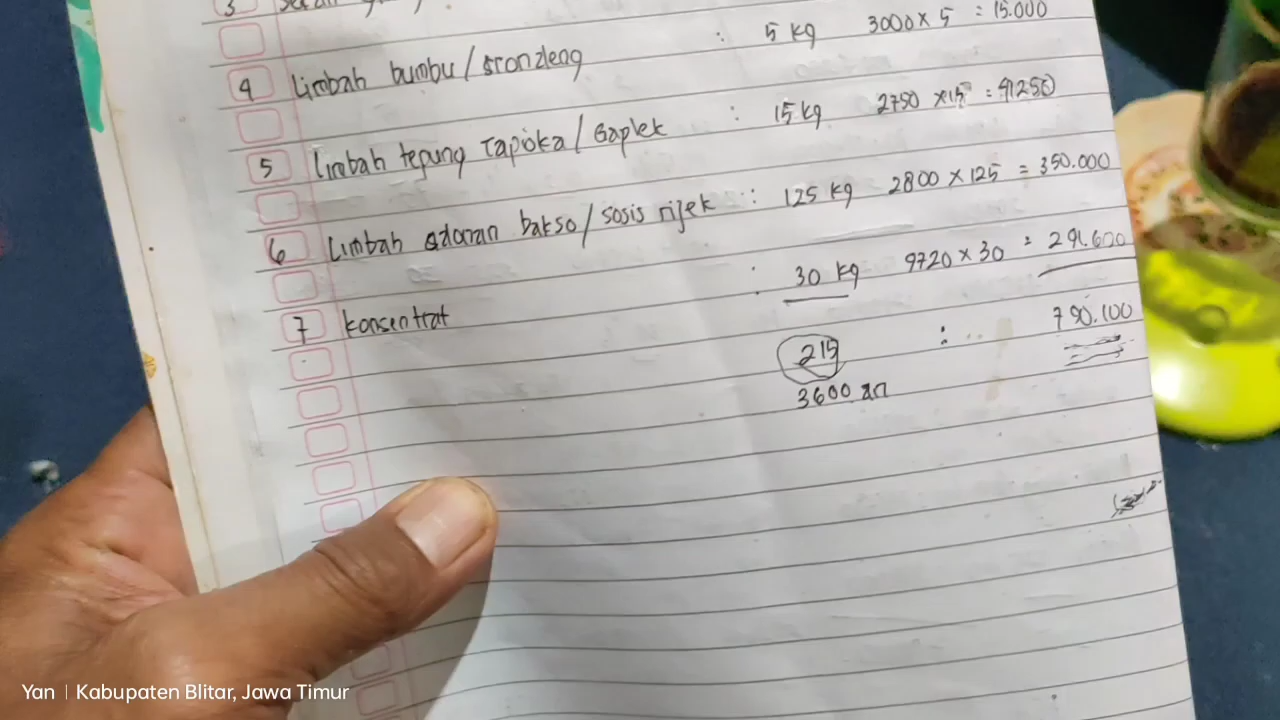 3
4 Limbah bumbu / srondeng : 5 kg 3000 x 5 = 15.000
5 Limbah tepung Tapioka / Gaplek : 15 kg 2750 x 15 = 41250
6 Limbah adonan bakso / sosis rijek : 125 kg 2800 x 125 = 350.000
7 konsentrat : 30 kg 9720 x 30 = 291.600
215 : 790.100
3600 an
Yan | Kabupaten Blitar, Jawa Timur